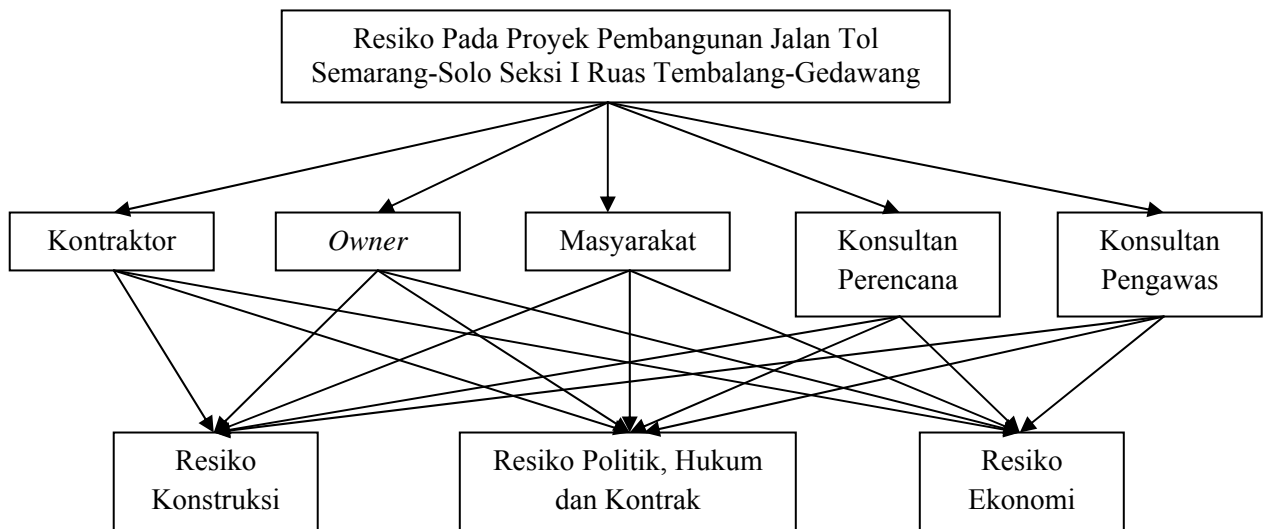 Resiko Pada Proyek Pembangunan Jalan Tol
Semarang-Solo Seksi I Ruas Tembalang-Gedawang
Kontraktor
Owner
Masyarakat
Konsultan
Perencana
Konsultan
Pengawas
Resiko
Konstruksi
Resiko Politik, Hukum
dan Kontrak
Resiko
Ekonomi